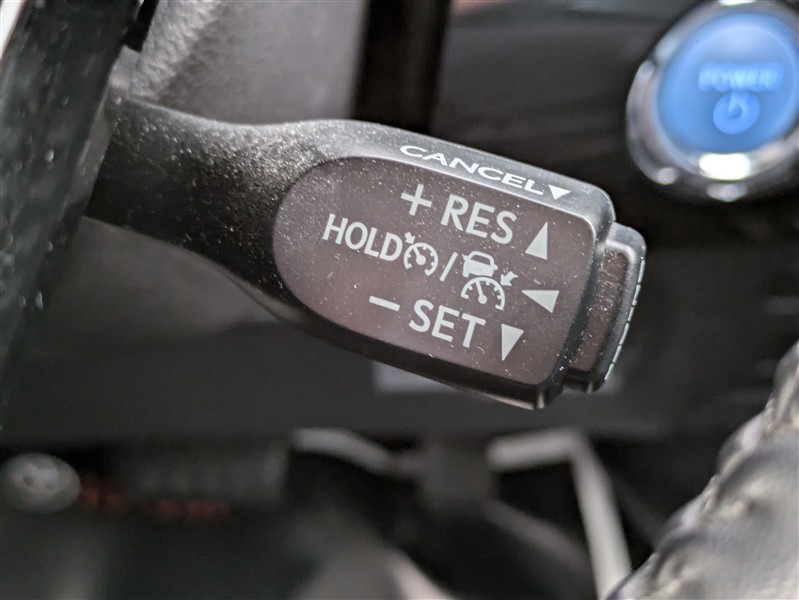 CANCEL▼
+ RES ▲
HOLD / ◀
− SET ▼
POWER